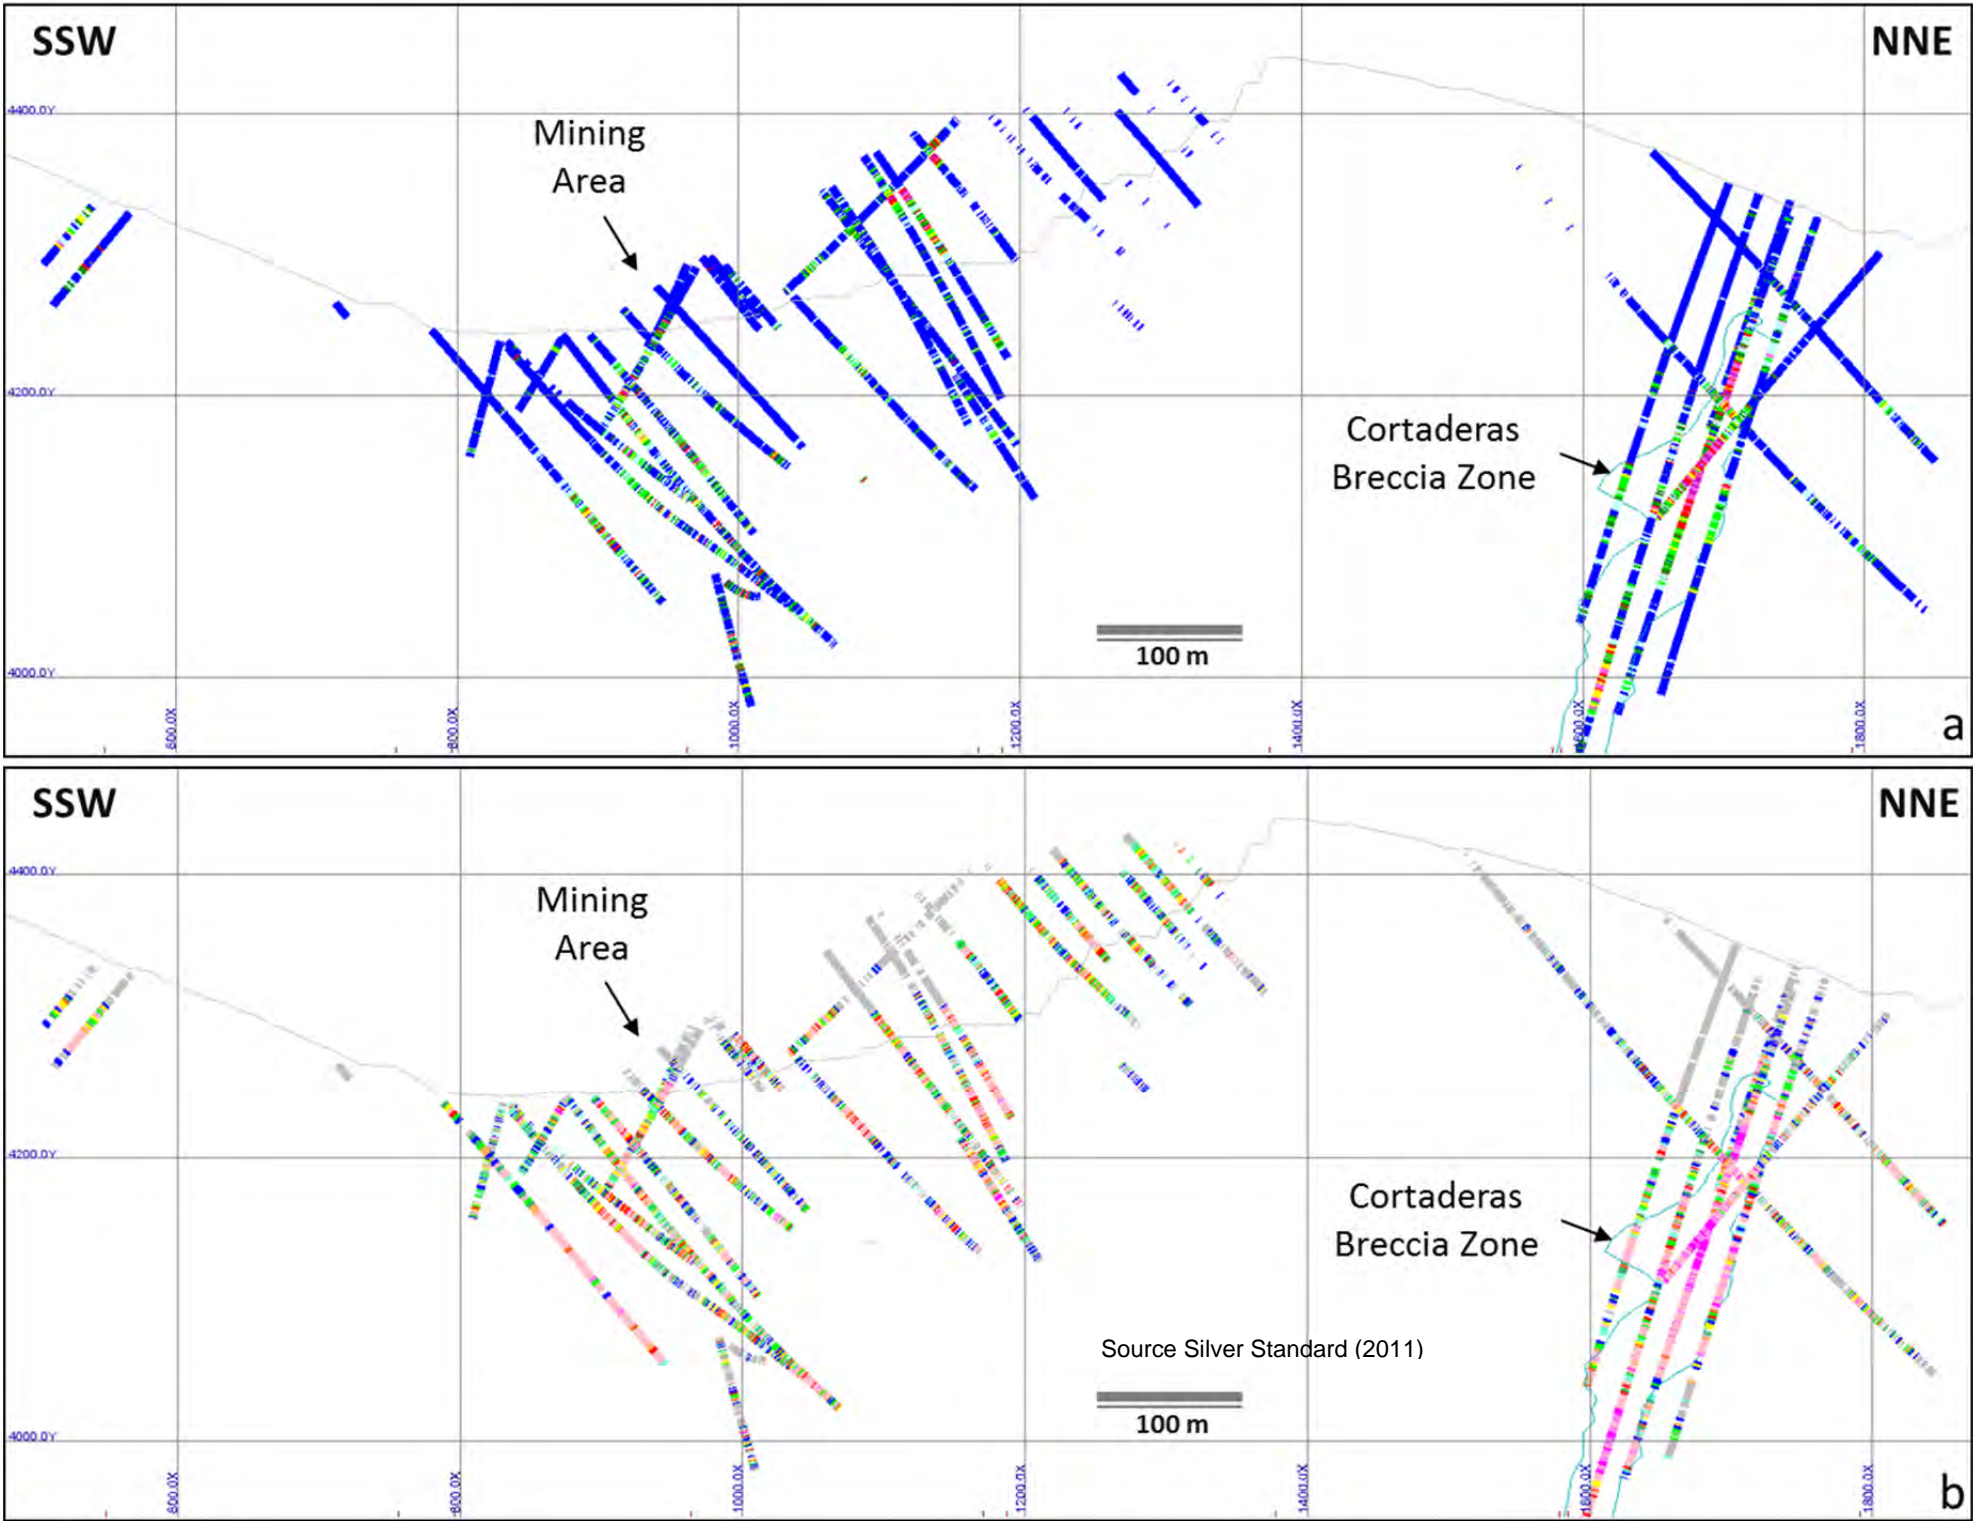 SSW
NNE
4400.0Y
Mining
Area
4200.0Y
Cortaderas
Breccia Zone
100 m
4000.0Y
600.0X
800.0X
1000.0X
1200.0X
1400.0X
1600.0X
1800.0X
a
SSW
NNE
4400.0Y
Mining
Area
4200.0Y
Cortaderas
Breccia Zone
Source Silver Standard (2011)
100 m
4000.0Y
600.0X
800.0X
1000.0X
1200.0X
1400.0X
1600.0X
1800.0X
b